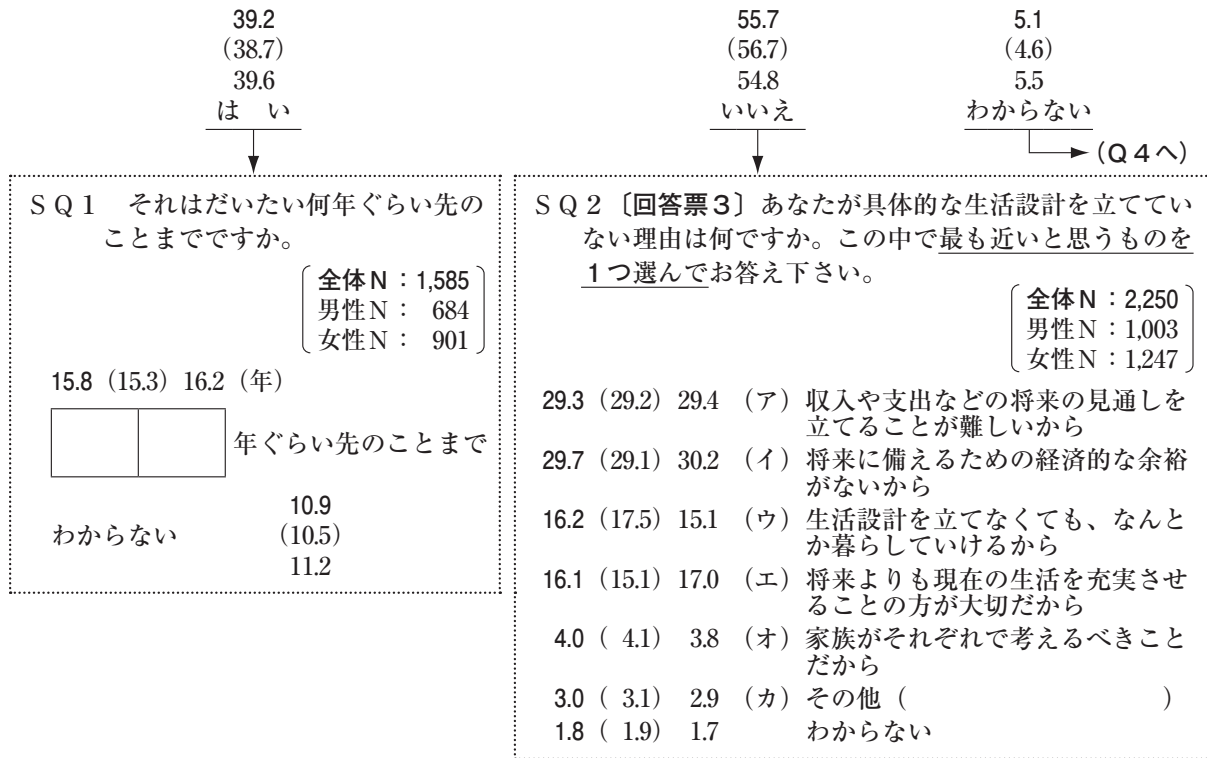 39.2 55.7 5.1
（38.7） （56.7） （4.6）
39.6 54.8 5.5
は い いいえ わからない
（Q４へ）
ＳＱ１ それはだいたい何年ぐらい先の
ことまでですか。
全体Ｎ：1,585
男性Ｎ： 684
女性Ｎ： 901
15.8（15.3）16.2（年）
年ぐらい先のことまで
10.9
わからない （10.5）
11.2
ＳＱ２〔回答票３〕あなたが具体的な生活設計を立ててい
ない理由は何ですか。この中で最も近いと思うものを
１つ選んでお答え下さい。
全体Ｎ：2,250
男性Ｎ：1,003
女性Ｎ：1,247
29.3（29.2）29.4 （ア）収入や支出などの将来の見通しを
立てることが難しいから
29.7（29.1）30.2 （イ）将来に備えるための経済的な余裕
がないから
16.2（17.5）15.1 （ウ）生活設計を立てなくても、なんと
か暮らしていけるから
16.1（15.1）17.0 （エ）将来よりも現在の生活を充実させ
ることの方が大切だから
4.0（ 4.1） 3.8 （オ）家族がそれぞれで考えるべきこと
だから
3.0（ 3.1） 2.9 （カ）その他（ ）
1.8（ 1.9） 1.7 わからない